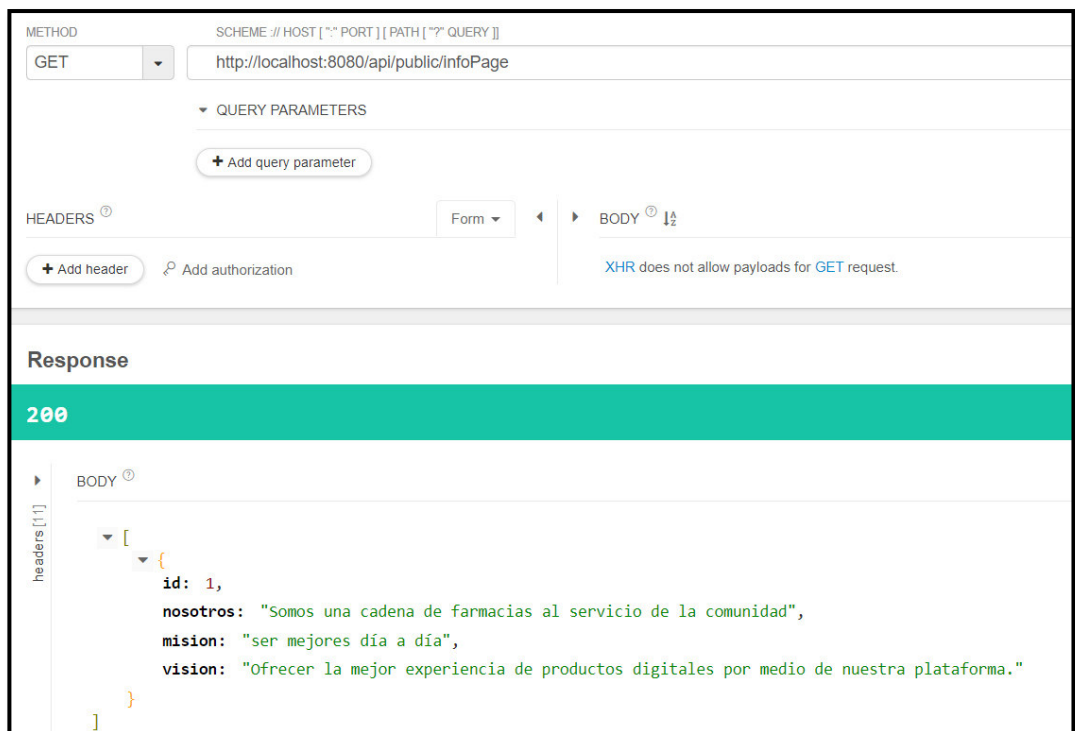 METHOD SCHEME :// HOST [ ":" PORT ] [ PATH [ "?" QUERY ]]
GET http://localhost:8080/api/public/infoPage
QUERY PARAMETERS
+ Add query parameter
HEADERS ? Form BODY ? A Z
+ Add header Add authorization XHR does not allow payloads for GET request.
Response
200
BODY ?
headers [11]
[
{
id: 1,
nosotros: "Somos una cadena de farmacias al servicio de la comunidad",
mision: "ser mejores día a día",
vision: "Ofrecer la mejor experiencia de productos digitales por medio de nuestra plataforma."
}
]